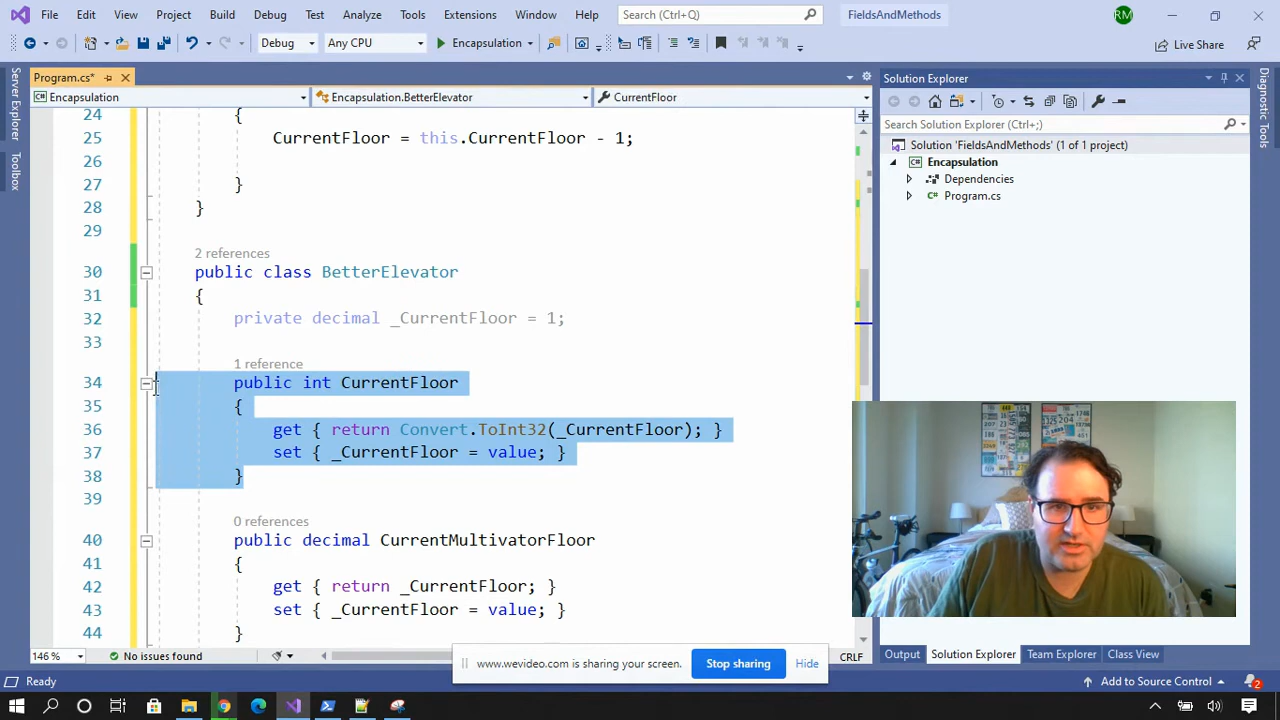 File Edit View Project Build Debug Test Analyze Tools Extensions Window Help Search (Ctrl+Q) FieldsAndMethods RM
Debug Any CPU Encapsulation Live Share
Server Explorer
Toolbox
Program.cs*
Encapsulation Encapsulation.BetterElevator CurrentFloor
24 {
25 CurrentFloor = this.CurrentFloor - 1;
26
27 }
28 }
29
2 references
30 public class BetterElevator
31 {
32 private decimal _CurrentFloor = 1;
33
1 reference
34 public int CurrentFloor
35 {
36 get { return Convert.ToInt32(_CurrentFloor); }
37 set { _CurrentFloor = value; }
38 }
39
0 references
40 public decimal CurrentMultivatorFloor
41 {
42 get { return _CurrentFloor; }
43 set { _CurrentFloor = value; }
44 }
146 % No issues found CRLF
Solution Explorer
Search Solution Explorer (Ctrl+;)
Solution 'FieldsAndMethods' (1 of 1 project)
Encapsulation
Dependencies
C# Program.cs
Diagnostic Tools
www.wevideo.com is sharing your screen. Stop sharing Hide
Output Solution Explorer Team Explorer Class View
Ready Add to Source Control 2